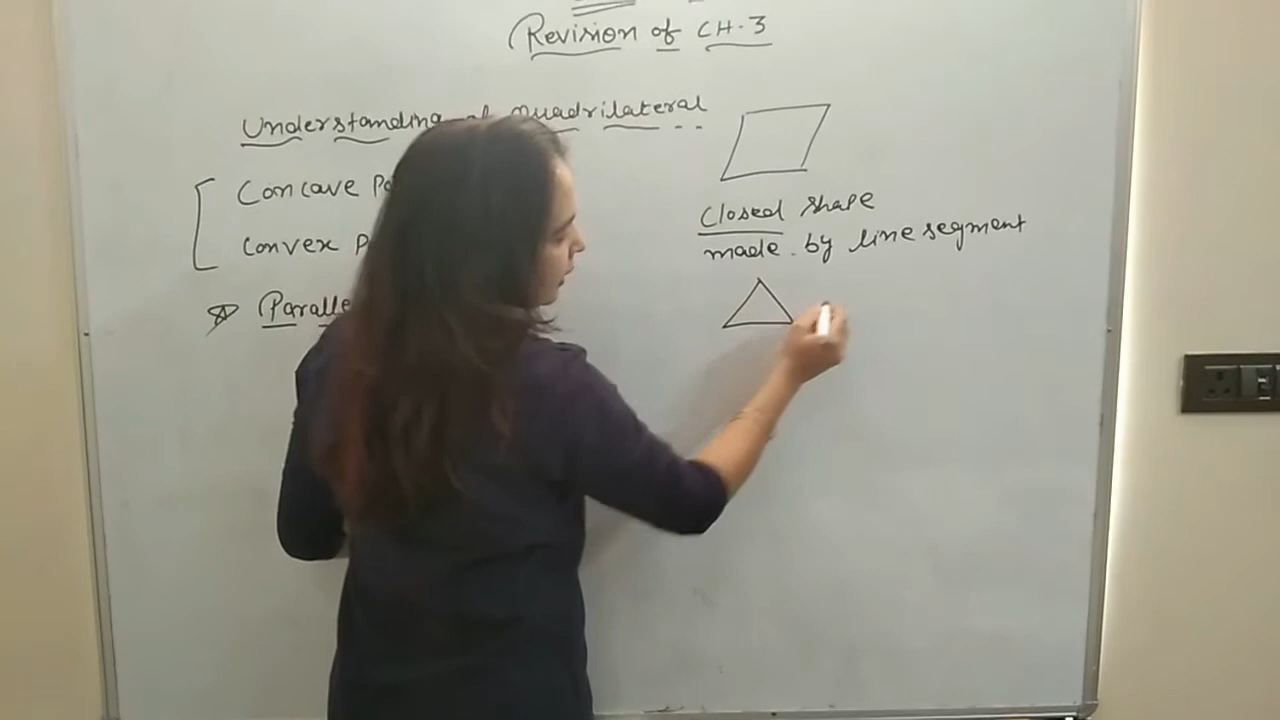 Revision of CH-3
Understanding quadrilateral
Concave
Convex
Closed shape
made by line segment